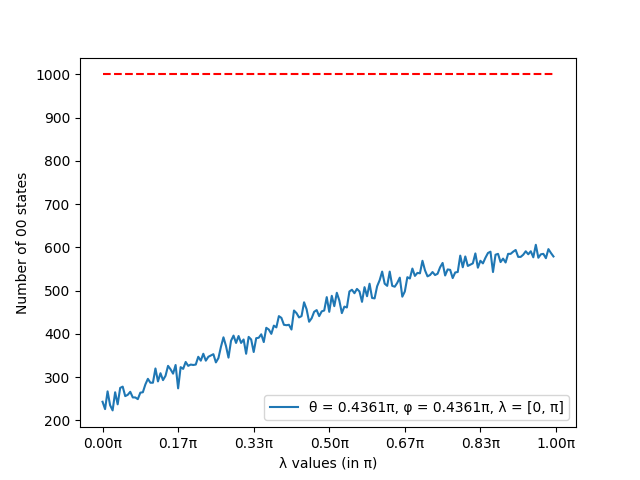 1000
900
800
700
600
500
400
300
200
Number of 00 states
θ = 0.4361π, φ = 0.4361π, λ = [0, π]
0.00π 0.17π 0.33π 0.50π 0.67π 0.83π 1.00π
λ values (in π)